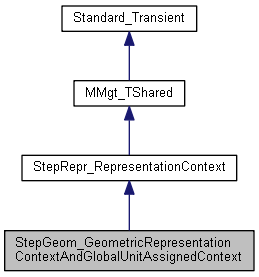 Standard_Transient
MMgt_TShared
StepRepr_RepresentationContext
StepGeom_GeometricRepresentation
ContextAndGlobalUnitAssignedContext